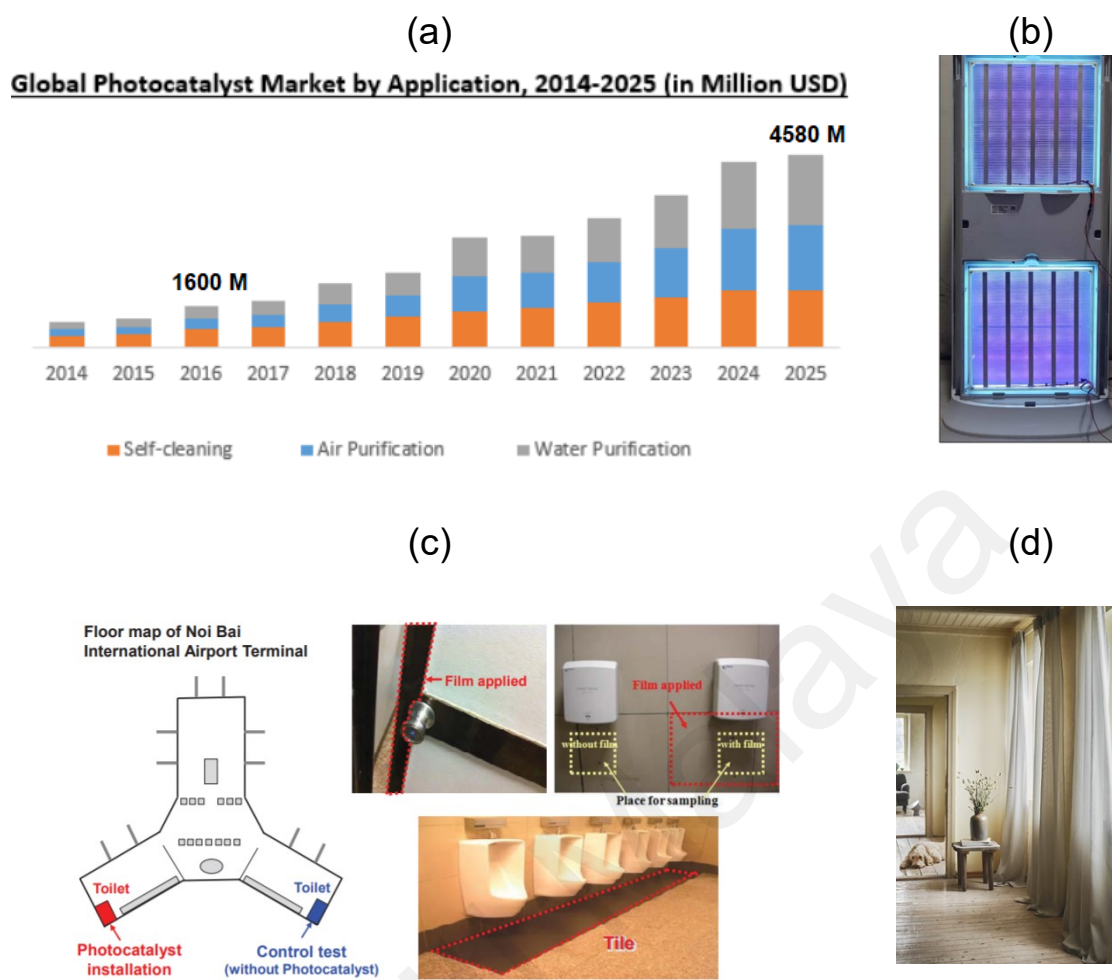 (a)
Global Photocatalyst Market by Application, 2014-2025 (in Million USD)
4580 M
1600 M
2014 2015 2016 2017 2018 2019 2020 2021 2022 2023 2024 2025
Self-cleaning Air Purification Water Purification
(b)
(c)
Floor map of Noi Bai
International Airport Terminal
Toilet
Toilet
Photocatalyst
installation
Control test
(without Photocatalyst)
Film applied
Film applied
without film
with film
Place for sampling
Tile
(d)